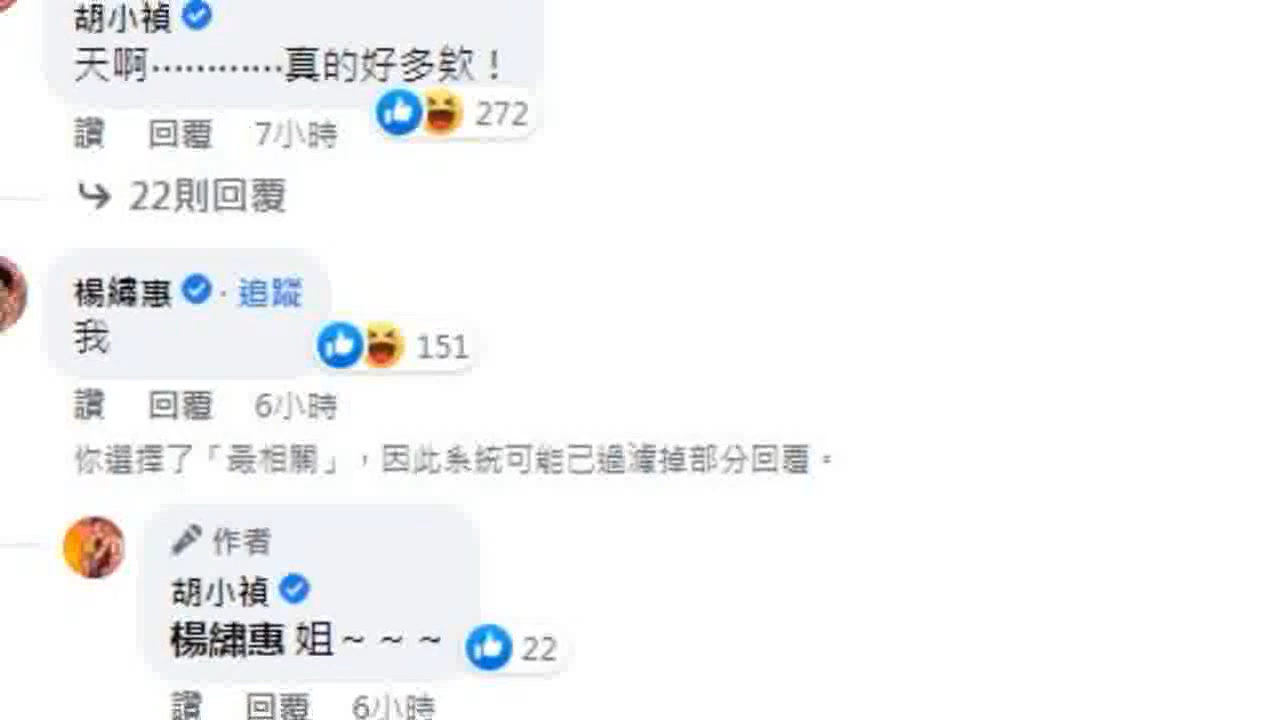 胡小禎
天啊…………真的好多欸！
272
讚 回覆 7小時
22則回覆
楊繡惠 · 追蹤
我
151
讚 回覆 6小時
你選擇了「最相關」，因此系統可能已過濾掉部分回覆。
作者
胡小禎
楊繡惠 姐~~~
22
讚 回覆 6小時